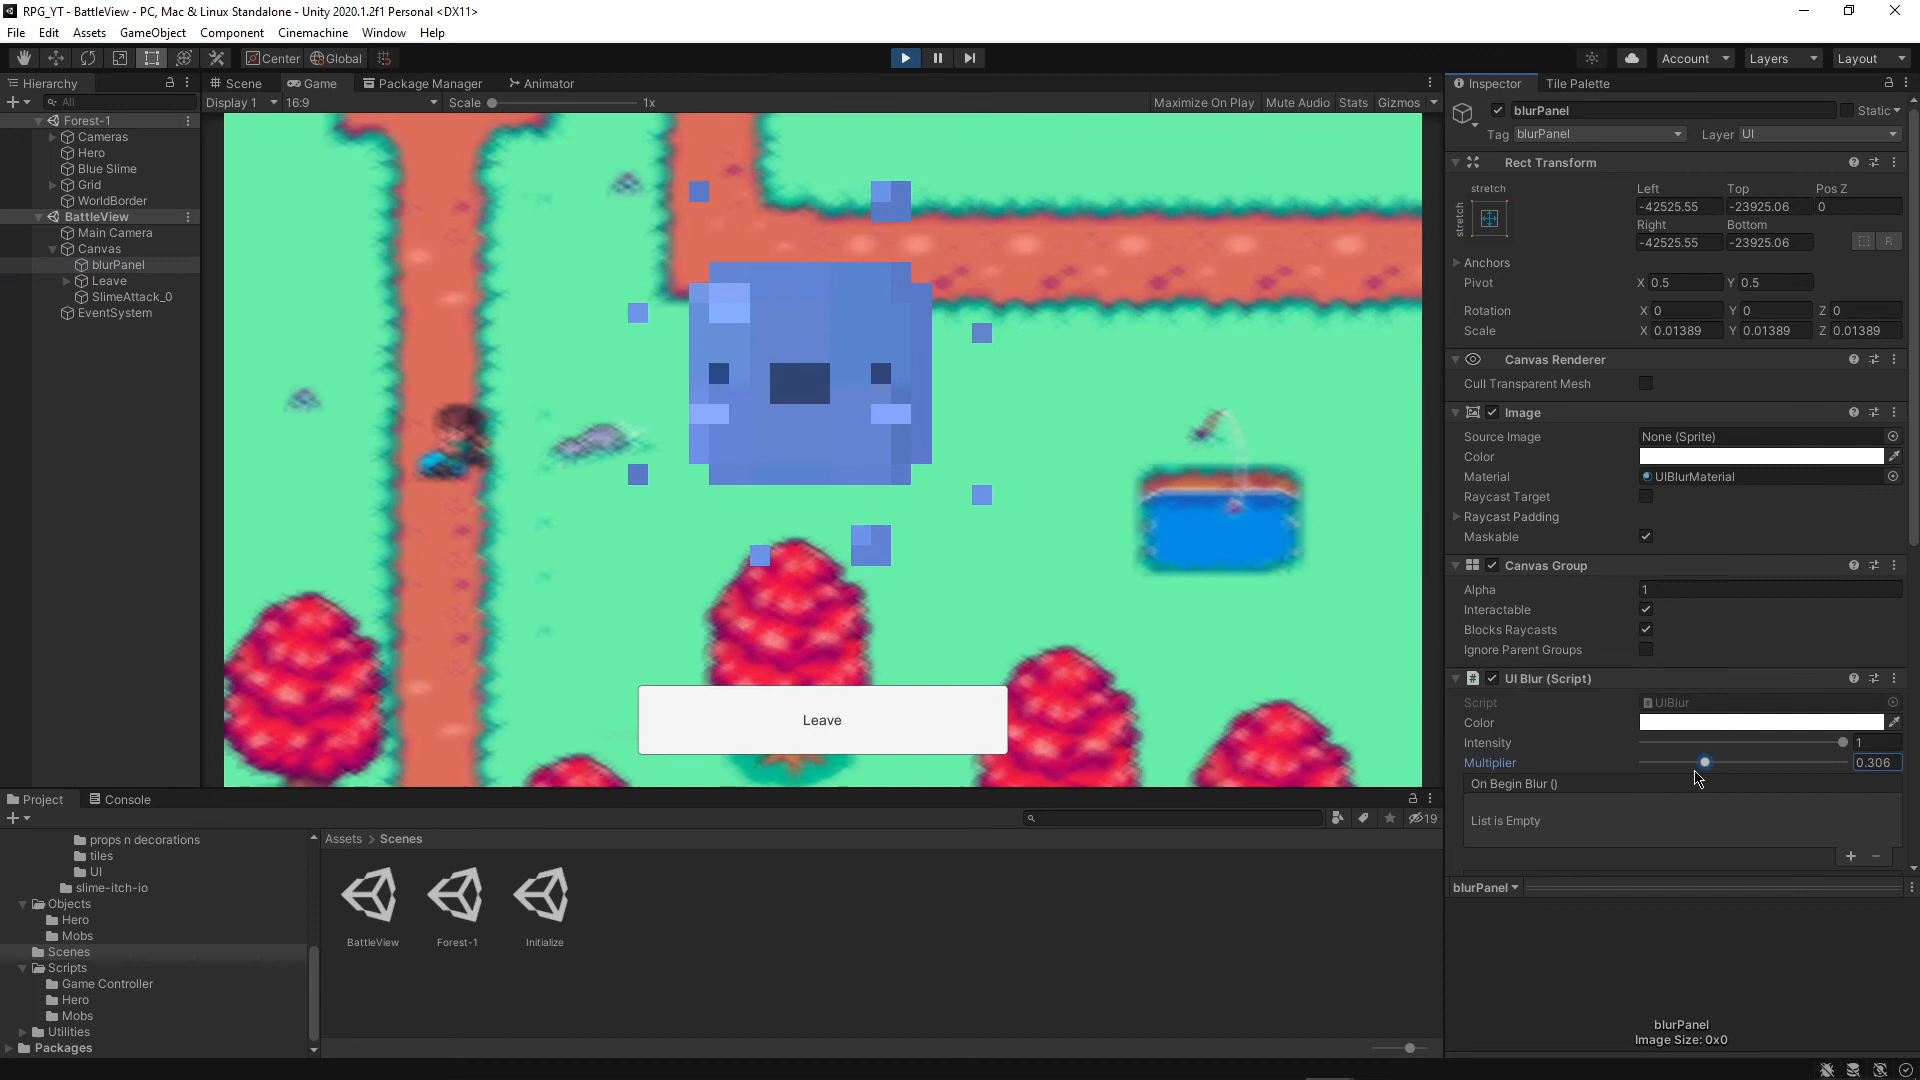 RPG_YT - BattleView - PC, Mac & Linux Standalone - Unity 2020.1.2f1 Personal <DX11>
File Edit Assets GameObject Component Cinemachine Window Help
Center Global Account Layers Layout
Hierarchy
All
Forest-1
Cameras
Hero
Blue Slime
Grid
WorldBorder
BattleView
Main Camera
Canvas
blurPanel
Leave
SlimeAttack_0
EventSystem
Scene Game Package Manager Animator
Display 1 16:9 Scale 1x Maximize On Play Mute Audio Stats Gizmos
Leave
Inspector Tile Palette
blurPanel Static
Tag blurPanel Layer UI
Rect Transform
stretch Left Top Pos Z
stretch -42525.55 -23925.06 0
Right Bottom
-42525.55 -23925.06 R
Anchors
Pivot X 0.5 Y 0.5
Rotation X 0 Y 0 Z 0
Scale X 0.01389 Y 0.01389 Z 0.01389
Canvas Renderer
Cull Transparent Mesh
Image
Source Image None (Sprite)
Color
Material UIBlurMaterial
Raycast Target
Raycast Padding
Maskable
Canvas Group
Alpha 1
Interactable
Blocks Raycasts
Ignore Parent Groups
UI Blur (Script)
Script UIBlur
Color
Intensity 1
Multiplier 0.306
On Begin Blur ()
List is Empty
blurPanel
blurPanel
Image Size: 0x0
Project Console
19
props n decorations
tiles
UI
slime-itch-io
Objects
Hero
Mobs
Scenes
Scripts
Game Controller
Hero
Mobs
Utilities
Packages
Assets > Scenes
BattleView Forest-1 Initialize